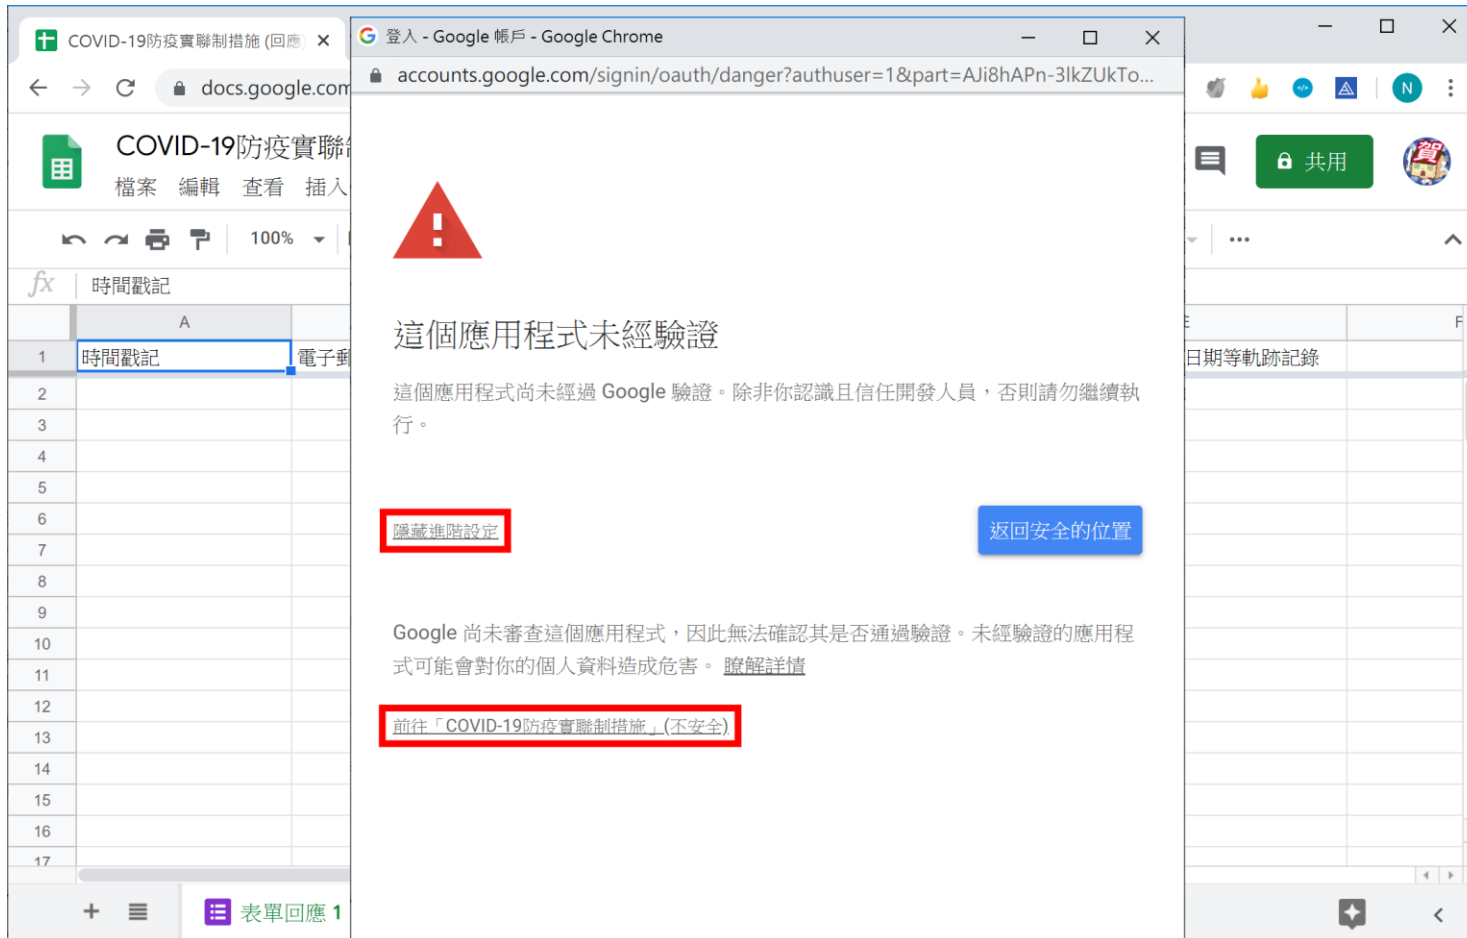 COVID-19防疫實聯制措施 (回應
登入 - Google 帳戶 - Google Chrome
docs.google.com
accounts.google.com/signin/oauth/danger?authuser=1&part=AJi8hAPn-3lkZUkTo...
N
COVID-19防疫實聯
檔案 編輯 查看 插入
共用
賀
100%
fx 時間戳記
A
E
F
1 時間戳記 電子郵
日期等軌跡記錄
2
3
4
5
6
7
8
9
10
11
12
13
14
15
16
17
這個應用程式未經驗證
這個應用程式尚未經過 Google 驗證。除非你認識且信任開發人員，否則請勿繼續執
行。
隱藏進階設定
返回安全的位置
Google 尚未審查這個應用程式，因此無法確認其是否通過驗證。未經驗證的應用程
式可能會對你的個人資料造成危害。 瞭解詳情
前往「COVID-19防疫實聯制措施」(不安全)
表單回應 1